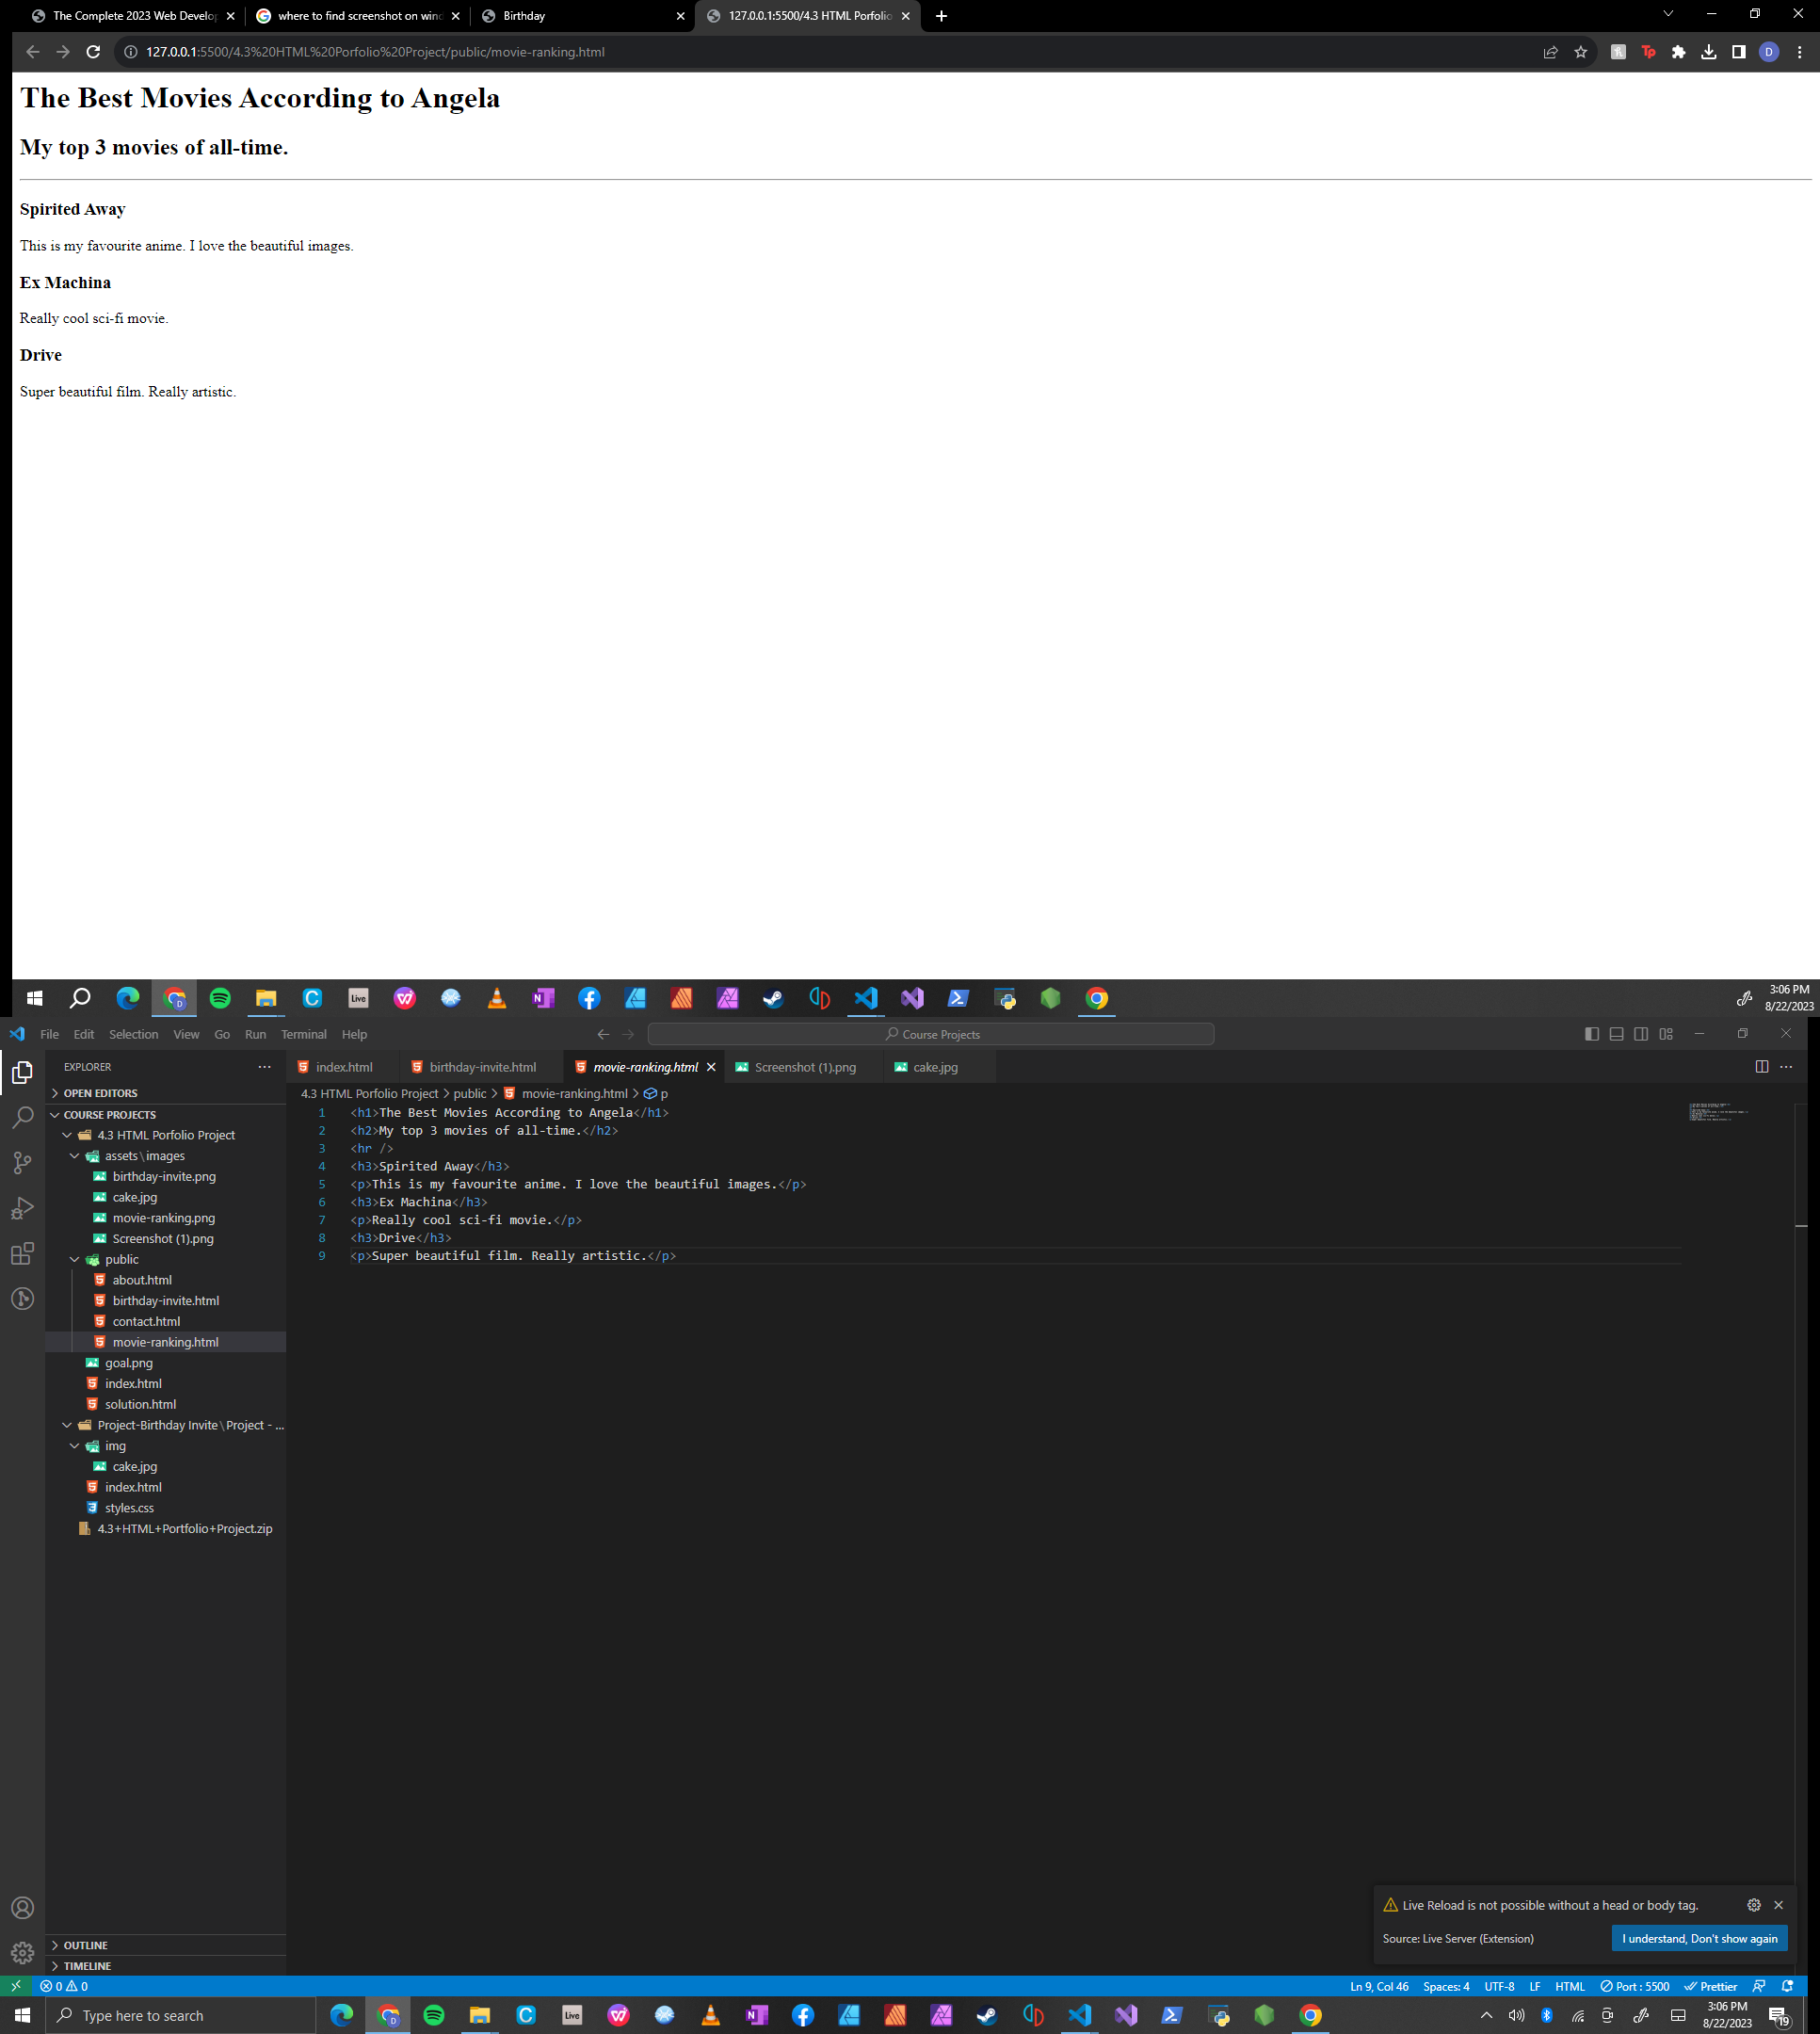 The Complete 2023 Web Develop
where to find screenshot on wind
Birthday
127.0.0.1:5500/4.3 HTML Porfolio
127.0.0.1:5500/4.3%20HTML%20Porfolio%20Project/public/movie-ranking.html
Tp
D
The Best Movies According to Angela
My top 3 movies of all-time.
Spirited Away
This is my favourite anime. I love the beautiful images.
Ex Machina
Really cool sci-fi movie.
Drive
Super beautiful film. Really artistic.
3:06 PM
8/22/2023
File Edit Selection View Go Run Terminal Help
Course Projects
EXPLORER
index.html
birthday-invite.html
movie-ranking.html
Screenshot (1).png
cake.jpg
4.3 HTML Porfolio Project > public > movie-ranking.html > p
OPEN EDITORS
COURSE PROJECTS
4.3 HTML Porfolio Project
assets\images
birthday-invite.png
cake.jpg
movie-ranking.png
Screenshot (1).png
public
about.html
birthday-invite.html
contact.html
movie-ranking.html
goal.png
index.html
solution.html
Project-Birthday Invite\Project - ...
img
cake.jpg
index.html
styles.css
4.3+HTML+Portfolio+Project.zip
OUTLINE
TIMELINE
1 <h1>The Best Movies According to Angela</h1>
2 <h2>My top 3 movies of all-time.</h2>
3 <hr />
4 <h3>Spirited Away</h3>
5 <p>This is my favourite anime. I love the beautiful images.</p>
6 <h3>Ex Machina</h3>
7 <p>Really cool sci-fi movie.</p>
8 <h3>Drive</h3>
9 <p>Super beautiful film. Really artistic.</p>
Live Reload is not possible without a head or body tag.
Source: Live Server (Extension)
I understand, Don't show again
0 0
Ln 9, Col 46 Spaces: 4 UTF-8 LF HTML Port : 5500 Prettier
Type here to search
Live
3:06 PM
8/22/2023
19